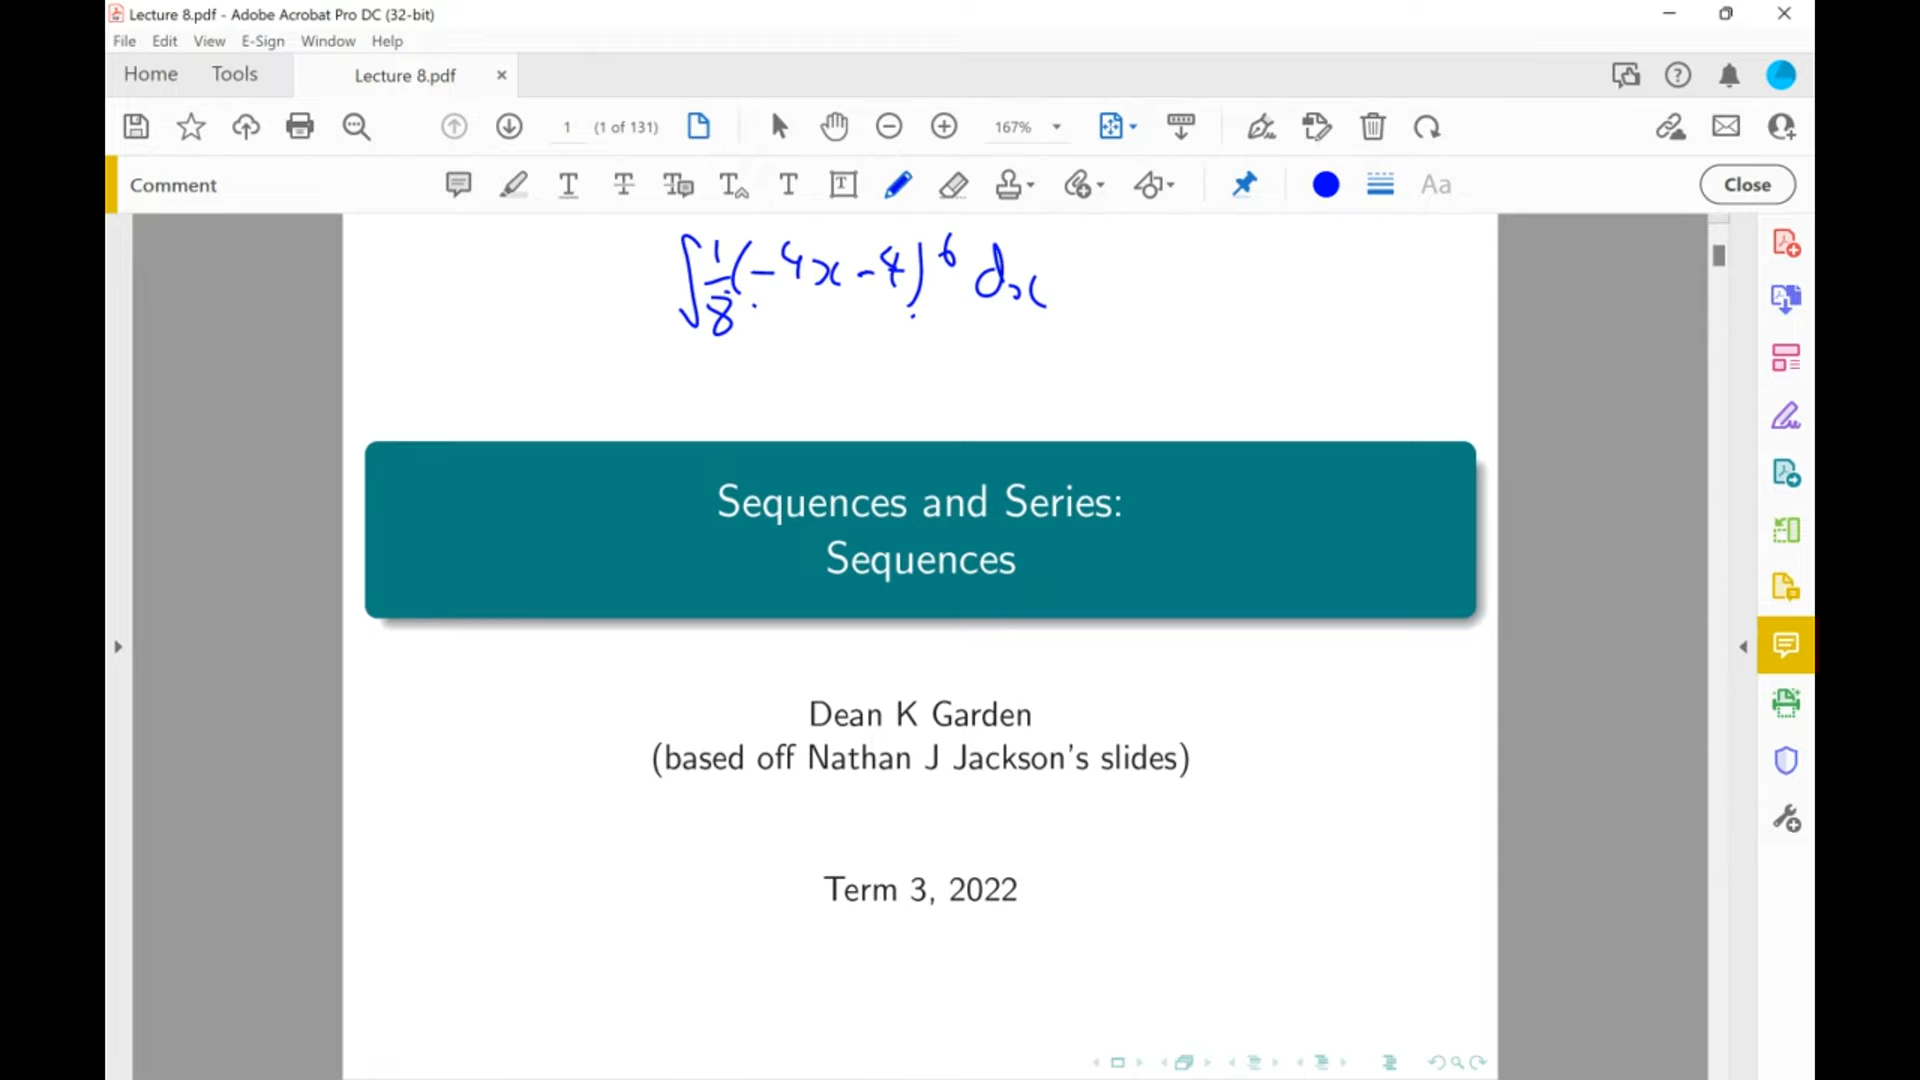 Lecture 8.pdf - Adobe Acrobat Pro DC (32-bit)
File Edit View E-Sign Window Help
Home Tools Lecture 8.pdf
1 (1 of 131) 167%
Comment Aa Close
∫ 1/8 (-4x-4)^6 dx
Sequences and Series:
Sequences
Dean K Garden
(based off Nathan J Jackson's slides)
Term 3, 2022